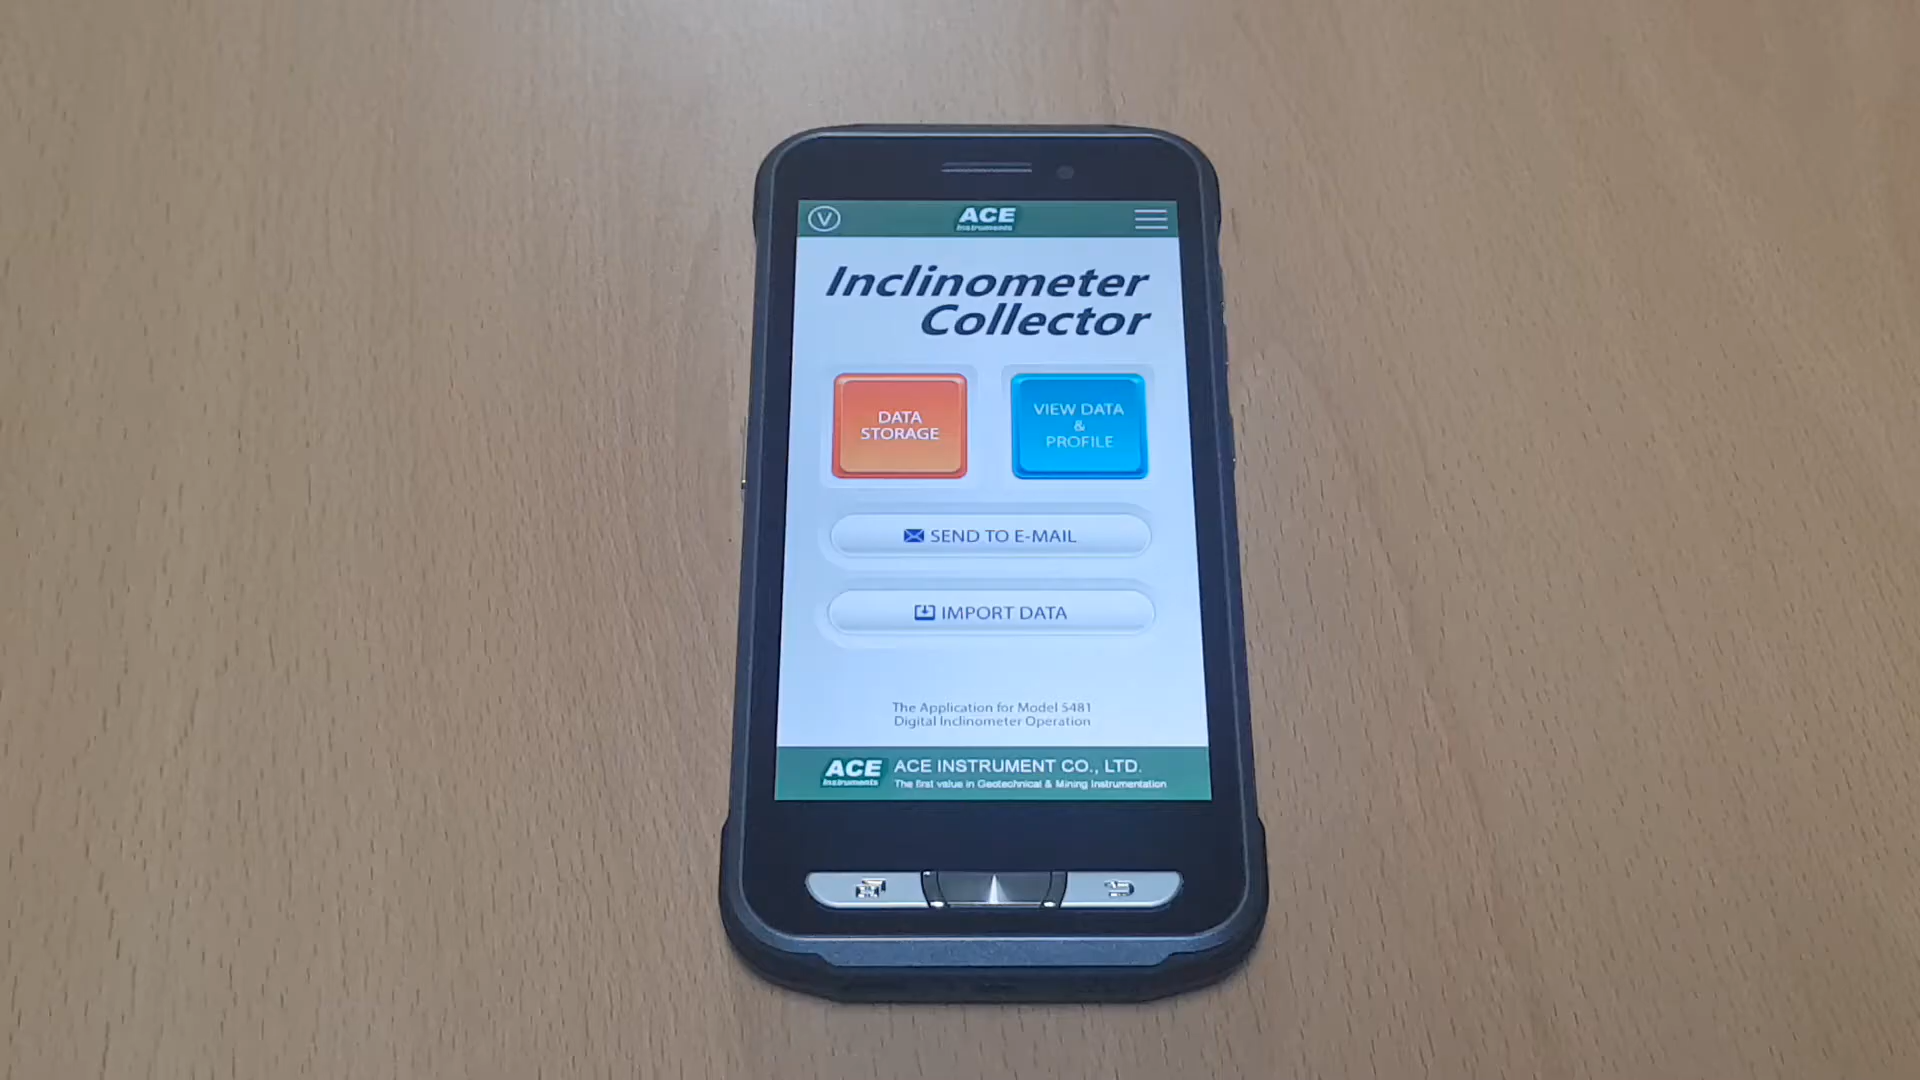 V
ACE
Instruments
Inclinometer
Collector
DATA
STORAGE
VIEW DATA
&
PROFILE
SEND TO E-MAIL
IMPORT DATA
The Application for Model 5481
Digital Inclinometer Operation
ACE
Instruments
ACE INSTRUMENT CO., LTD.
The first value in Geotechnical & Mining Instrumentation